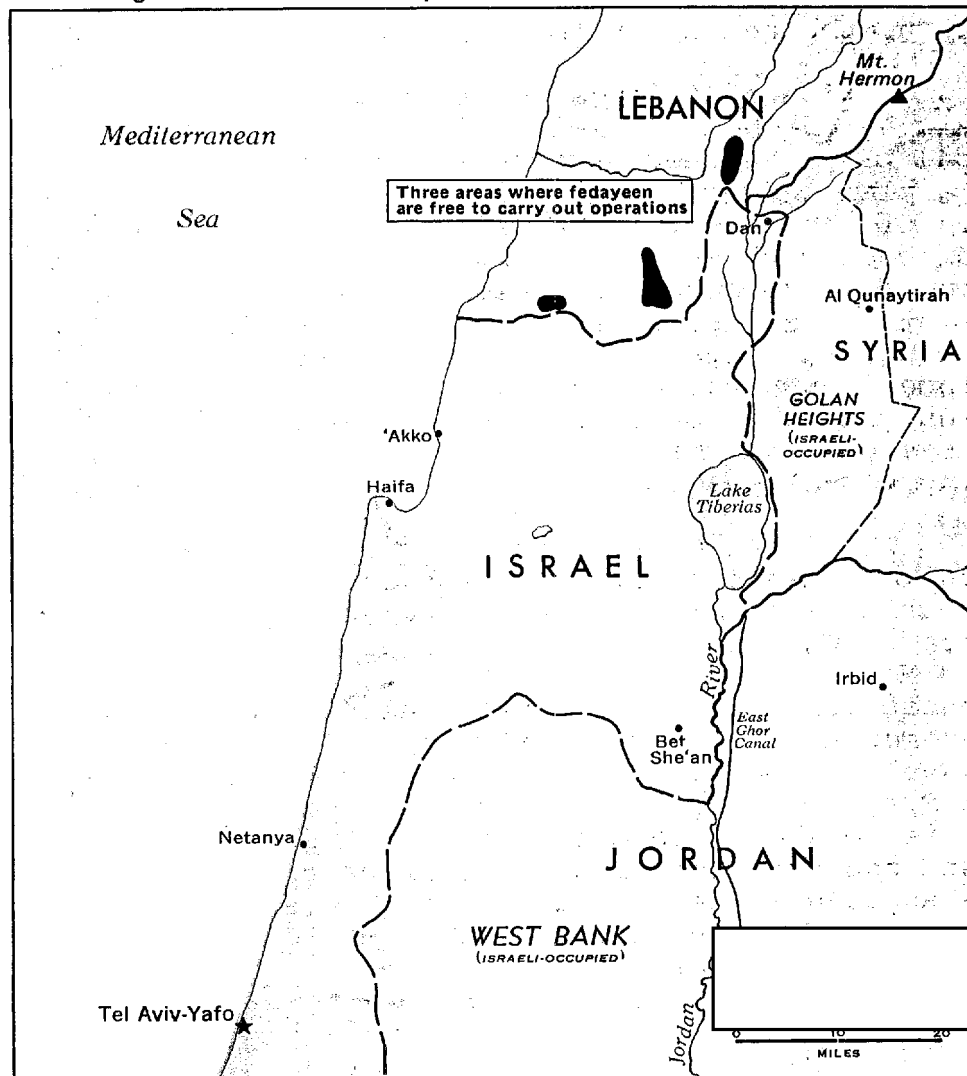 Mt.
Hermon
LEBANON
Mediterranean
Sea
Three areas where fedayeen
are free to carry out operations
Dan
Al Qunaytirah
SYRIA
GOLAN
HEIGHTS
(ISRAELI-
OCCUPIED)
'Akko
Haifa
Lake
Tiberias
ISRAEL
River
Irbid
East
Ghor
Canal
Bet
She'an
Netanya
JORDAN
WEST BANK
(ISRAELI-OCCUPIED)
Tel Aviv-Yafo
Jordan
0 10 20
MILES